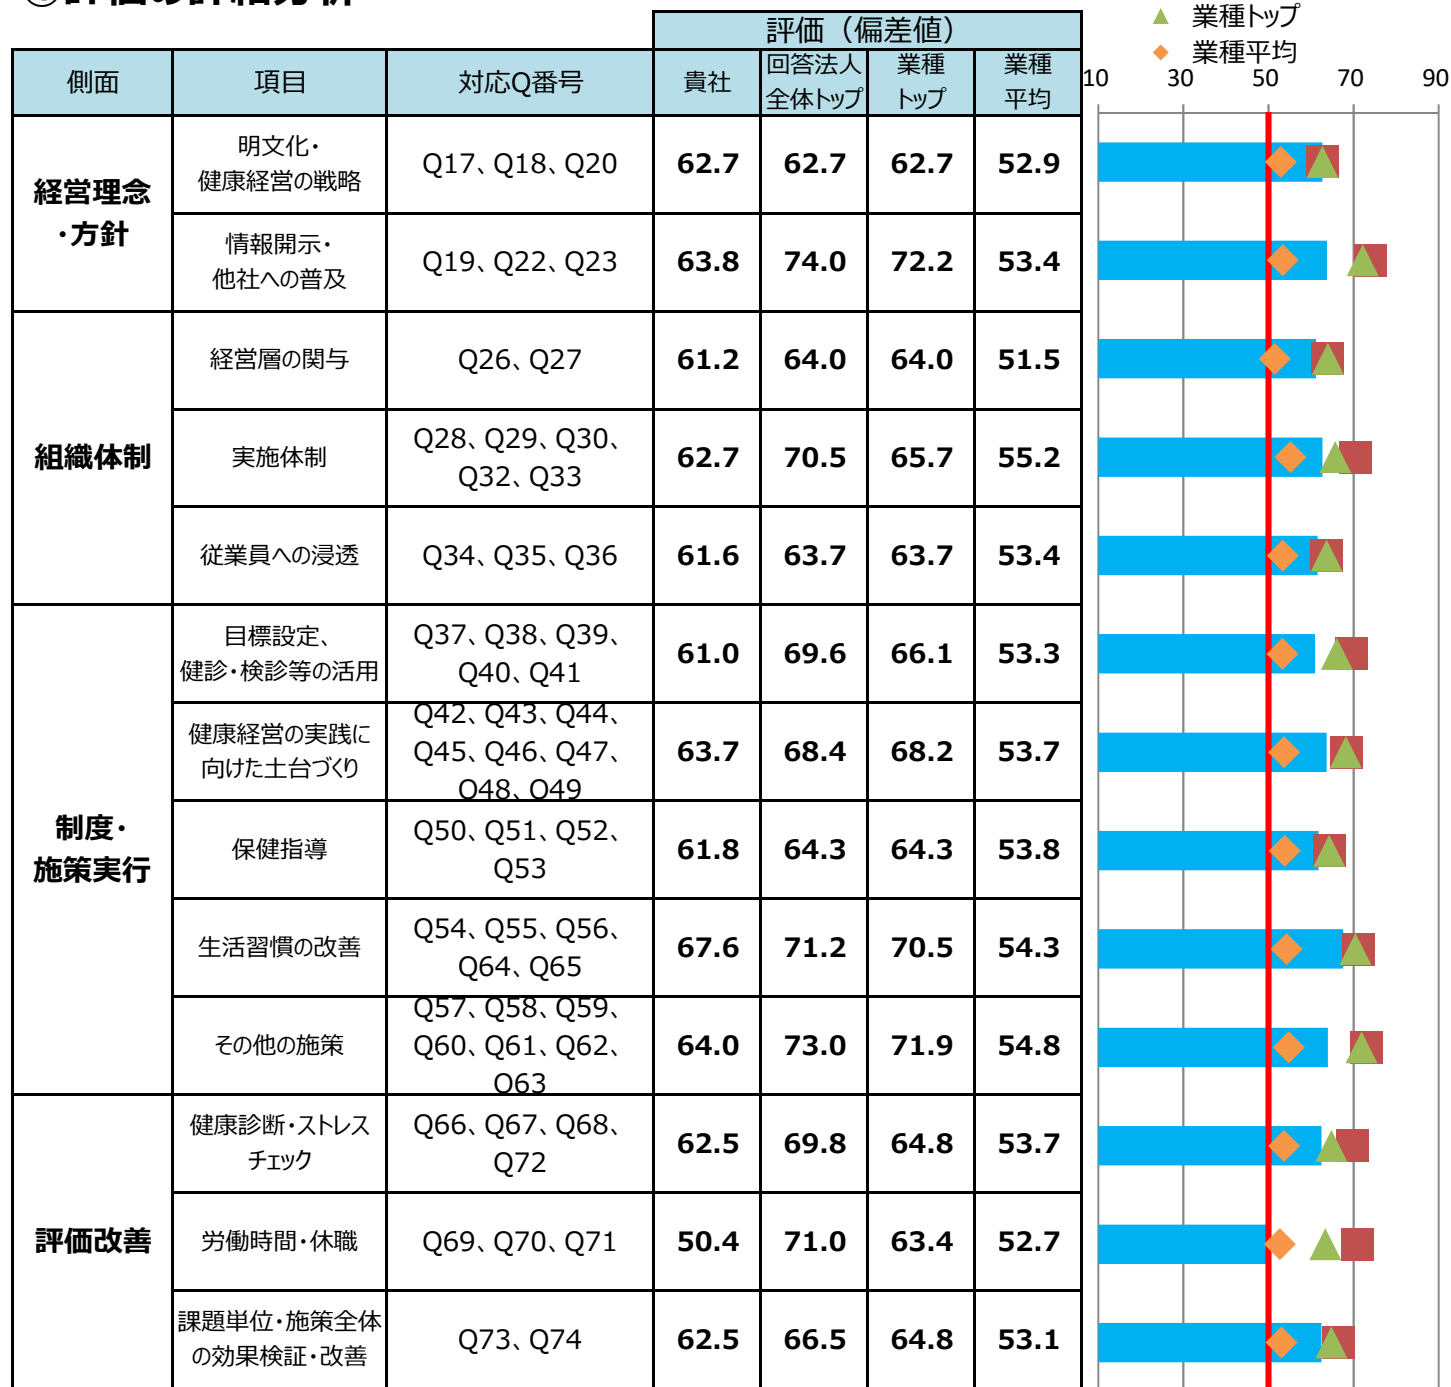 評価（偏差値）
▲ 業種トップ
◆ 業種平均
側面 項目 対応Q番号 貴社 回答法人 業種 業種
全体トップ トップ 平均
10 30 50 70 90
経営理念
・方針
明文化・
健康経営の戦略
Q17、Q18、Q20 62.7 62.7 62.7 52.9
情報開示・
他社への普及
Q19、Q22、Q23 63.8 74.0 72.2 53.4
組織体制
経営層の関与 Q26、Q27 61.2 64.0 64.0 51.5
実施体制
Q28、Q29、Q30、
Q32、Q33
62.7 70.5 65.7 55.2
従業員への浸透 Q34、Q35、Q36 61.6 63.7 63.7 53.4
制度・
施策実行
目標設定、
健診・検診等の活用
Q37、Q38、Q39、
Q40、Q41
61.0 69.6 66.1 53.3
健康経営の実践に
向けた土台づくり
Q42、Q43、Q44、
Q45、Q46、Q47、
Q48、Q49
63.7 68.4 68.2 53.7
保健指導
Q50、Q51、Q52、
Q53
61.8 64.3 64.3 53.8
生活習慣の改善
Q54、Q55、Q56、
Q64、Q65
67.6 71.2 70.5 54.3
その他の施策
Q57、Q58、Q59、
Q60、Q61、Q62、
Q63
64.0 73.0 71.9 54.8
評価改善
健康診断・ストレス
チェック
Q66、Q67、Q68、
Q72
62.5 69.8 64.8 53.7
労働時間・休職 Q69、Q70、Q71 50.4 71.0 63.4 52.7
課題単位・施策全体
の効果検証・改善
Q73、Q74 62.5 66.5 64.8 53.1